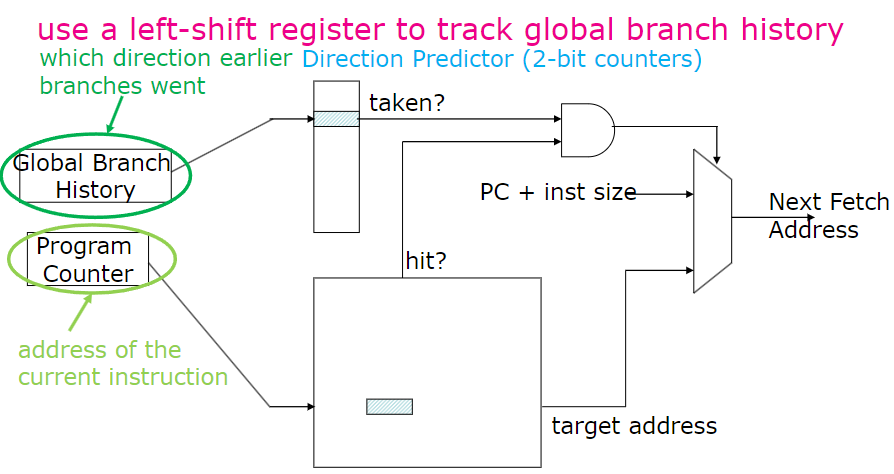 use a left-shift register to track global branch history
which direction earlier
branches went
Direction Predictor (2-bit counters)
taken?
Global Branch
History
PC + inst size
Next Fetch
Address
Program
Counter
hit?
address of the
current instruction
target address